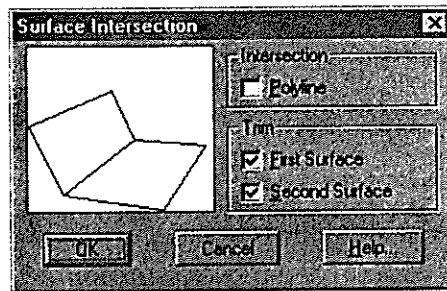 Surface Intersection
Intersection
Polyline
Trim
First Surface
Second Surface
OK
Cancel
Help...